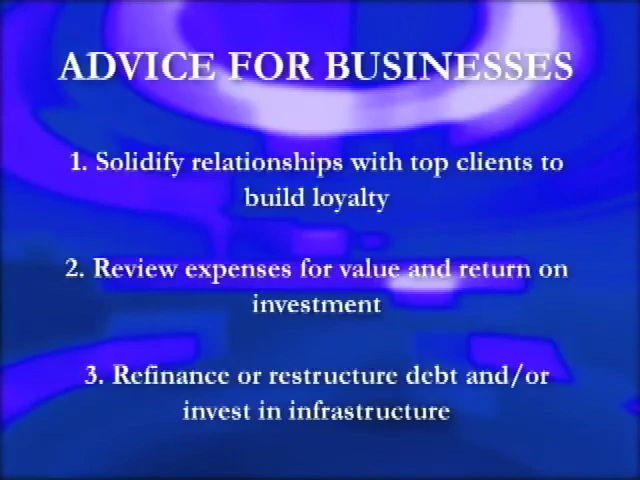 ADVICE FOR BUSINESSES
1. Solidify relationships with top clients to
build loyalty
2. Review expenses for value and return on
investment
3. Refinance or restructure debt and/or
invest in infrastructure